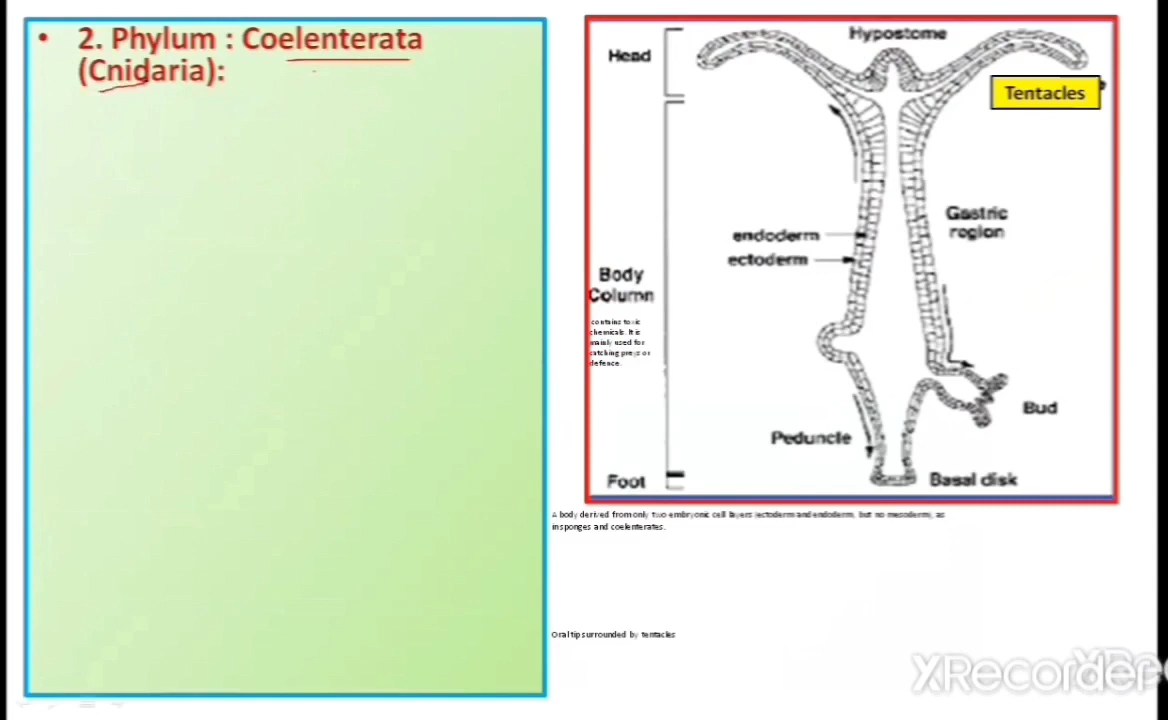 • 2. Phylum : Coelenterata
(Cnidaria):
Hypostome
Head
Tentacles
Gastric
region
endoderm
ectoderm
Body
Column
contains toxic
chemicals. It is
mainly used for
catching preys or
defence.
Bud
Peduncle
Foot
Basal disk
A body derived from only two embryonic cell layers (ectoderm and endoderm, but no mesoderm), as
in sponges and coelenterates.
Oral tip surrounded by tentacles
XRecorder